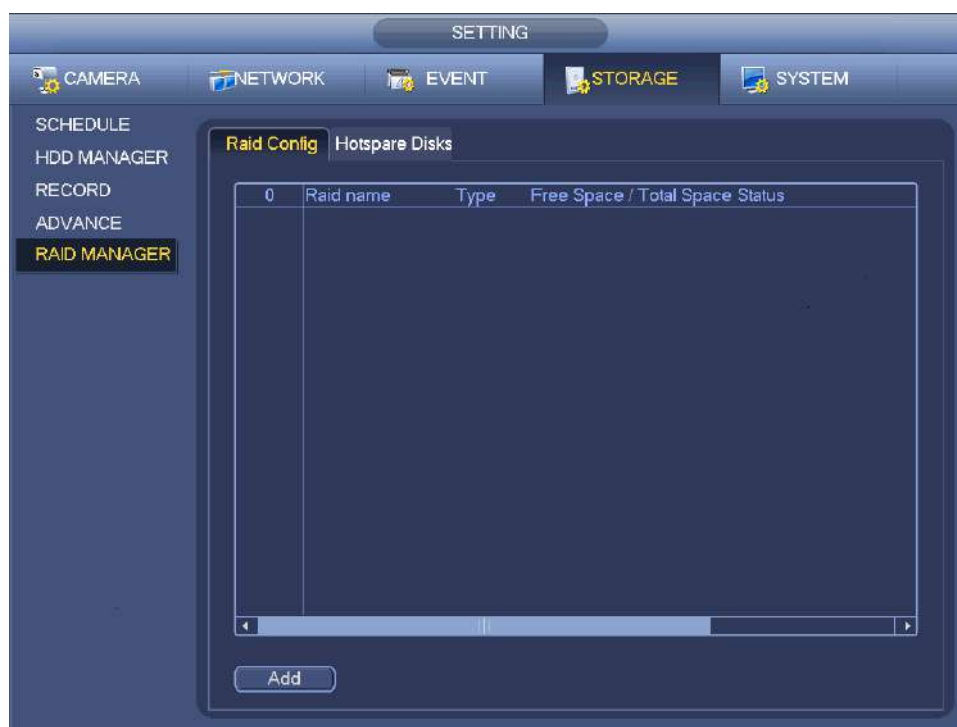 SETTING
CAMERA NETWORK EVENT STORAGE SYSTEM
SCHEDULE
HDD MANAGER
RECORD
ADVANCE
RAID MANAGER
Raid Config Hotspare Disks
0 Raid name Type Free Space / Total Space Status
Add